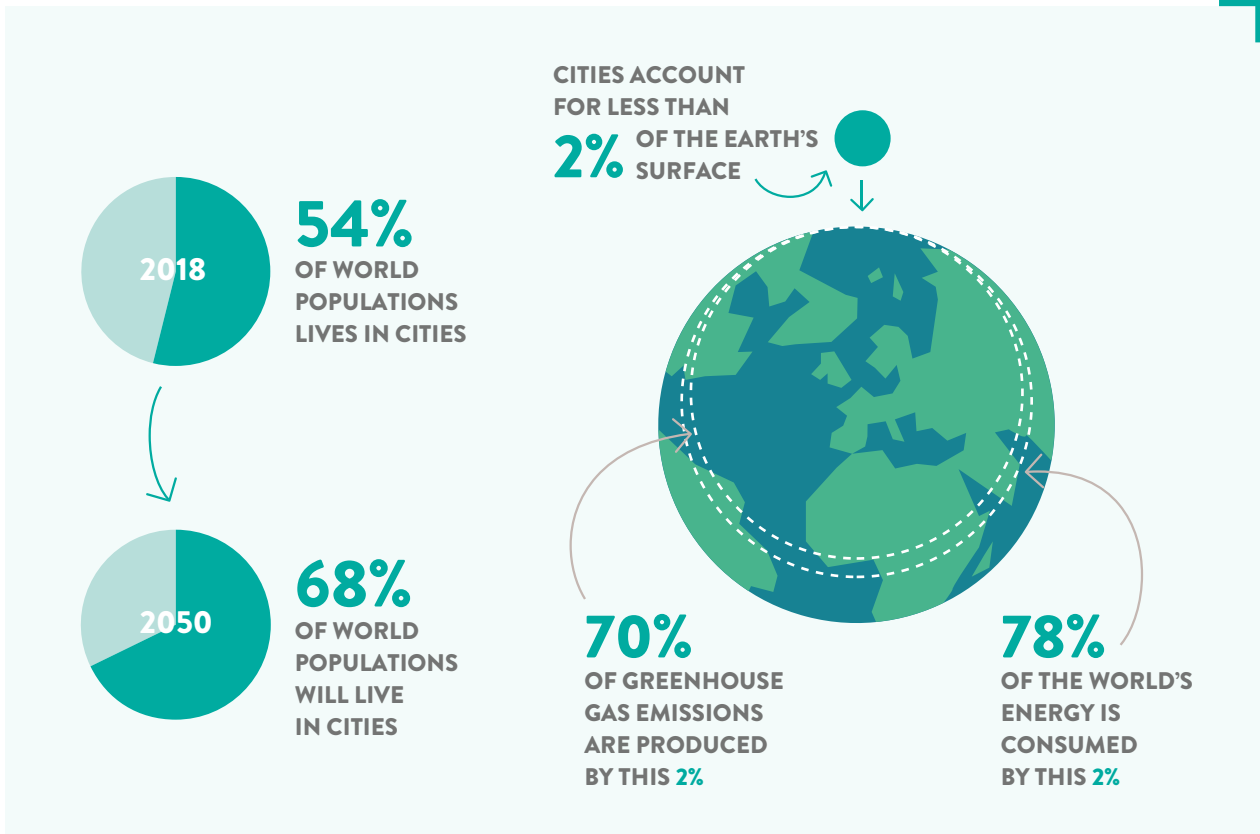 CITIES ACCOUNT
FOR LESS THAN
2% OF THE EARTH'S
SURFACE
2018
54%
OF WORLD
POPULATIONS
LIVES IN CITIES
2050
68%
OF WORLD
POPULATIONS
WILL LIVE
IN CITIES
70%
OF GREENHOUSE
GAS EMISSIONS
ARE PRODUCED
BY THIS 2%
78%
OF THE WORLD'S
ENERGY IS
CONSUMED
BY THIS 2%